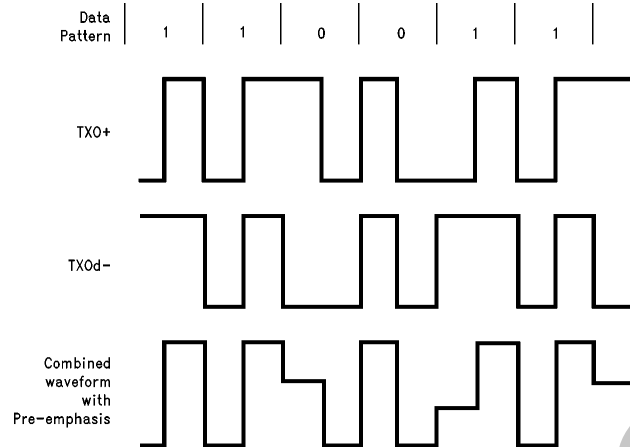 Data
Pattern
1 1 0 0 1 1
TXO+
TXOd-
Combined
waveform
with
Pre-emphasis